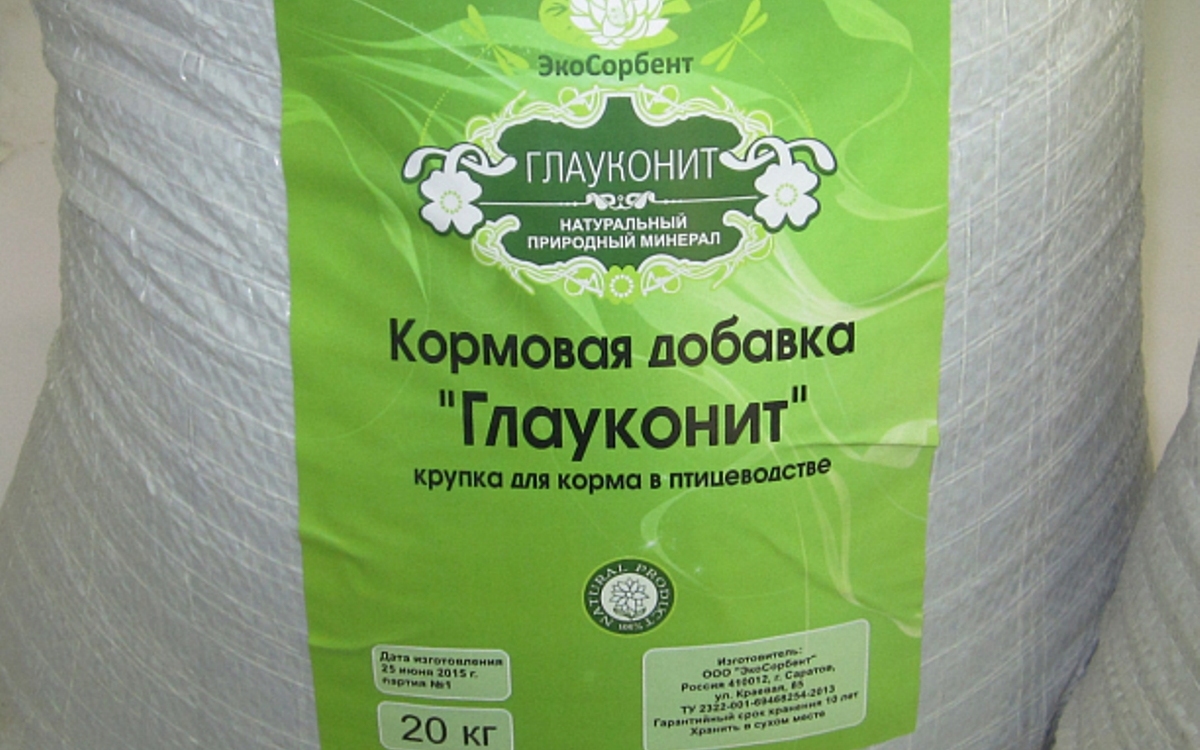 ЭкоСорбент
ГЛАУКОНИТ
НАТУРАЛЬНЫЙ
ПРИРОДНЫЙ МИНЕРАЛ
Кормовая добавка
"Глауконит"
крупка для корма в птицеводстве
NATURAL PRODUCT
100%
Дата изготовления
25 июня 2015 г.
партия №1
20 кг
Изготовитель:
ООО "ЭкоСорбент"
Россия 410012, г. Саратов,
ул. Краевая, 85
ТУ 2322-001-69468254-2013
Гарантийный срок хранения 10 лет
Хранить в сухом месте